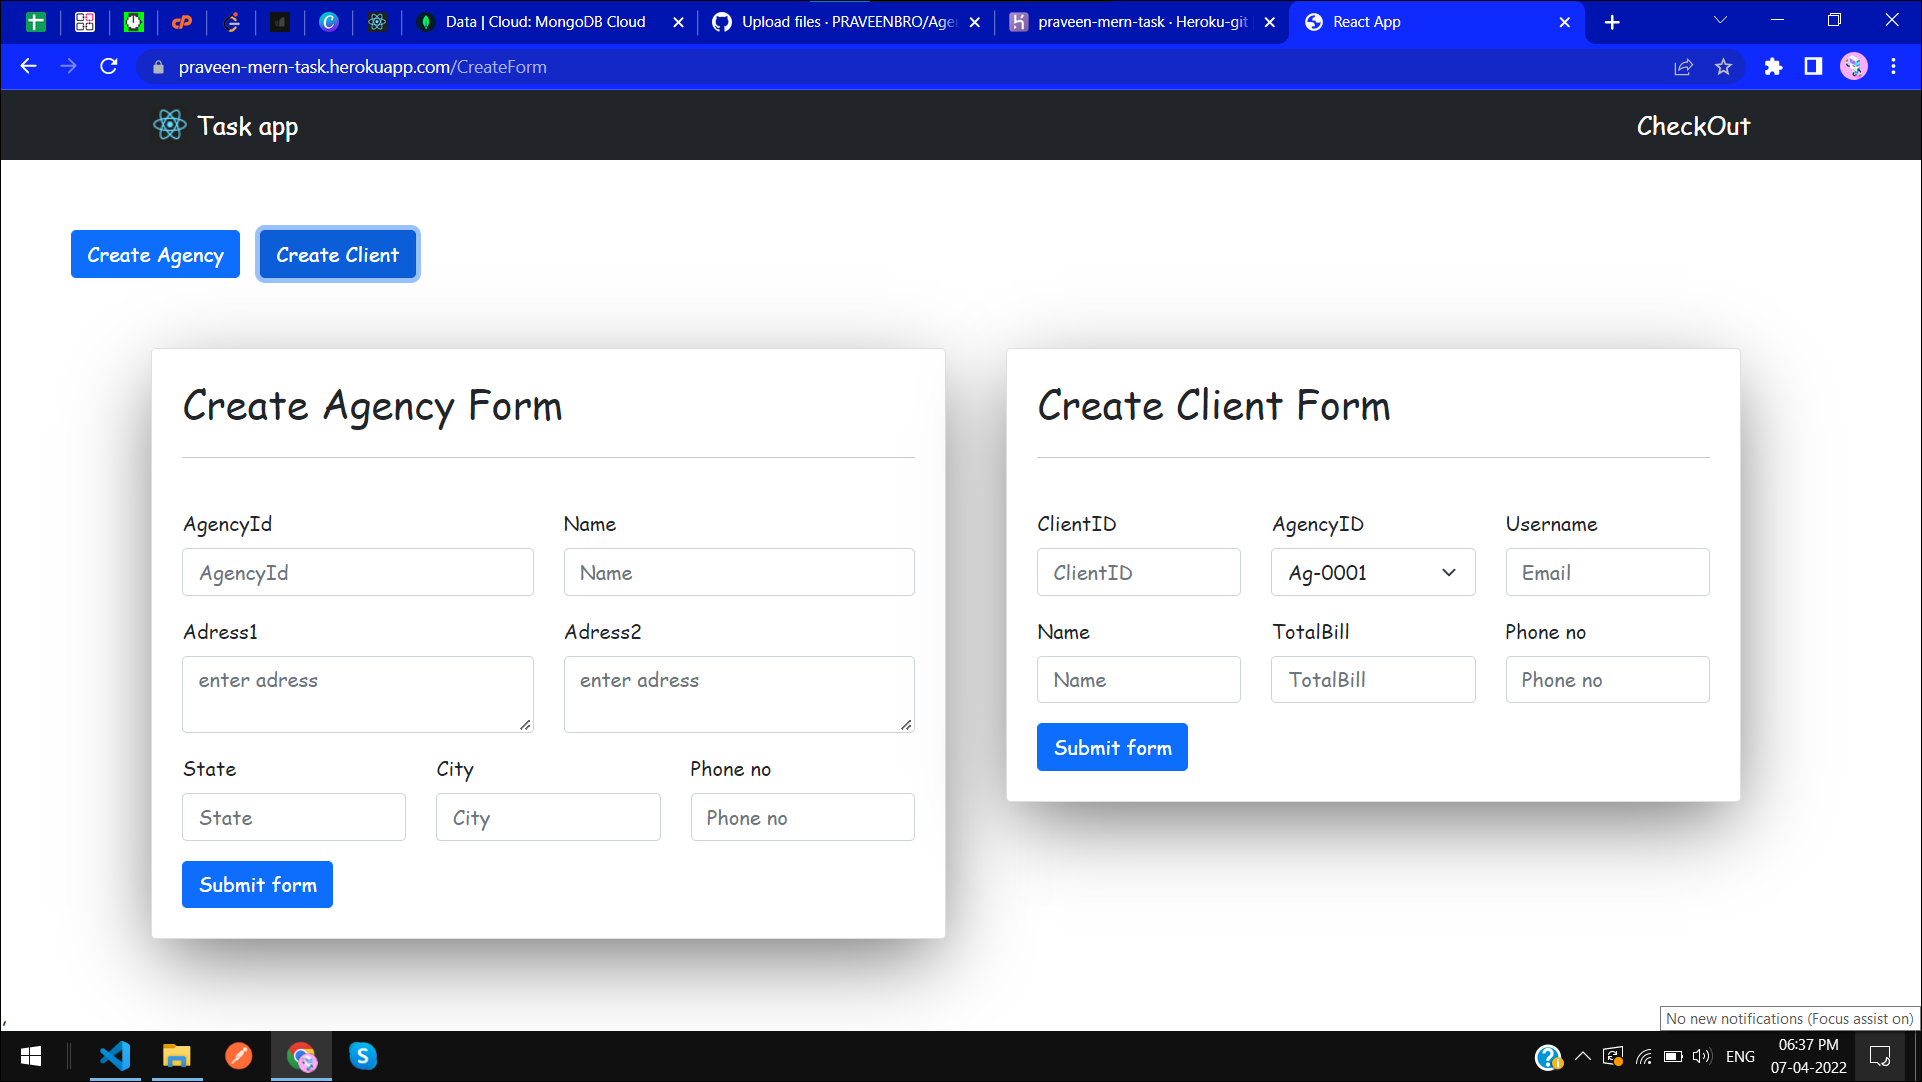 Data | Cloud: MongoDB Cloud
Upload files · PRAVEENBRO/Age
praveen-mern-task · Heroku-git
React App
praveen-mern-task.herokuapp.com/CreateForm
Task app
CheckOut
Create Agency
Create Client
Create Agency Form
AgencyId
Name
AgencyId
Name
Adress1
Adress2
enter adress
enter adress
State
City
Phone no
State
City
Phone no
Submit form
Create Client Form
ClientID
AgencyID
Username
ClientID
Ag-0001
Email
Name
TotalBill
Phone no
Name
TotalBill
Phone no
Submit form
,
No new notifications (Focus assist on)
ENG
06:37 PM
07-04-2022